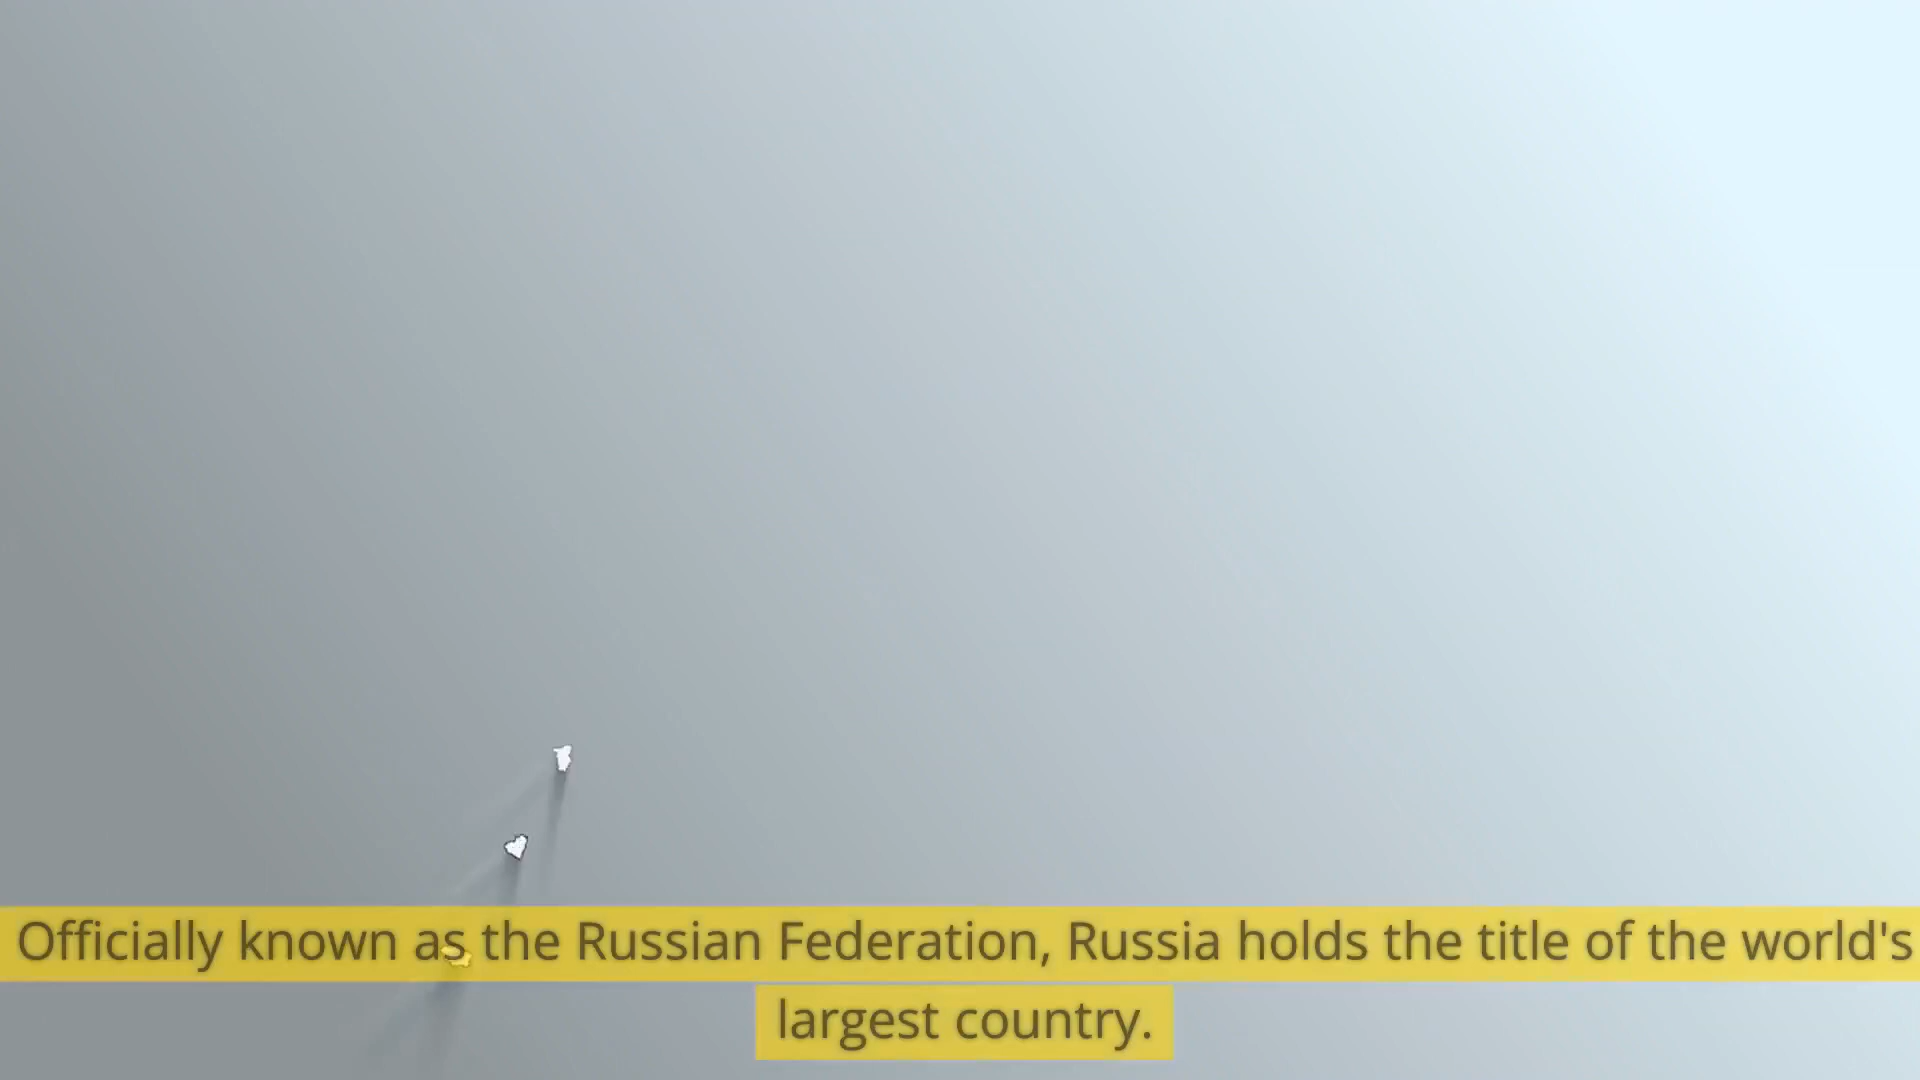 Officially known as the Russian Federation, Russia holds the title of the world's
largest country.